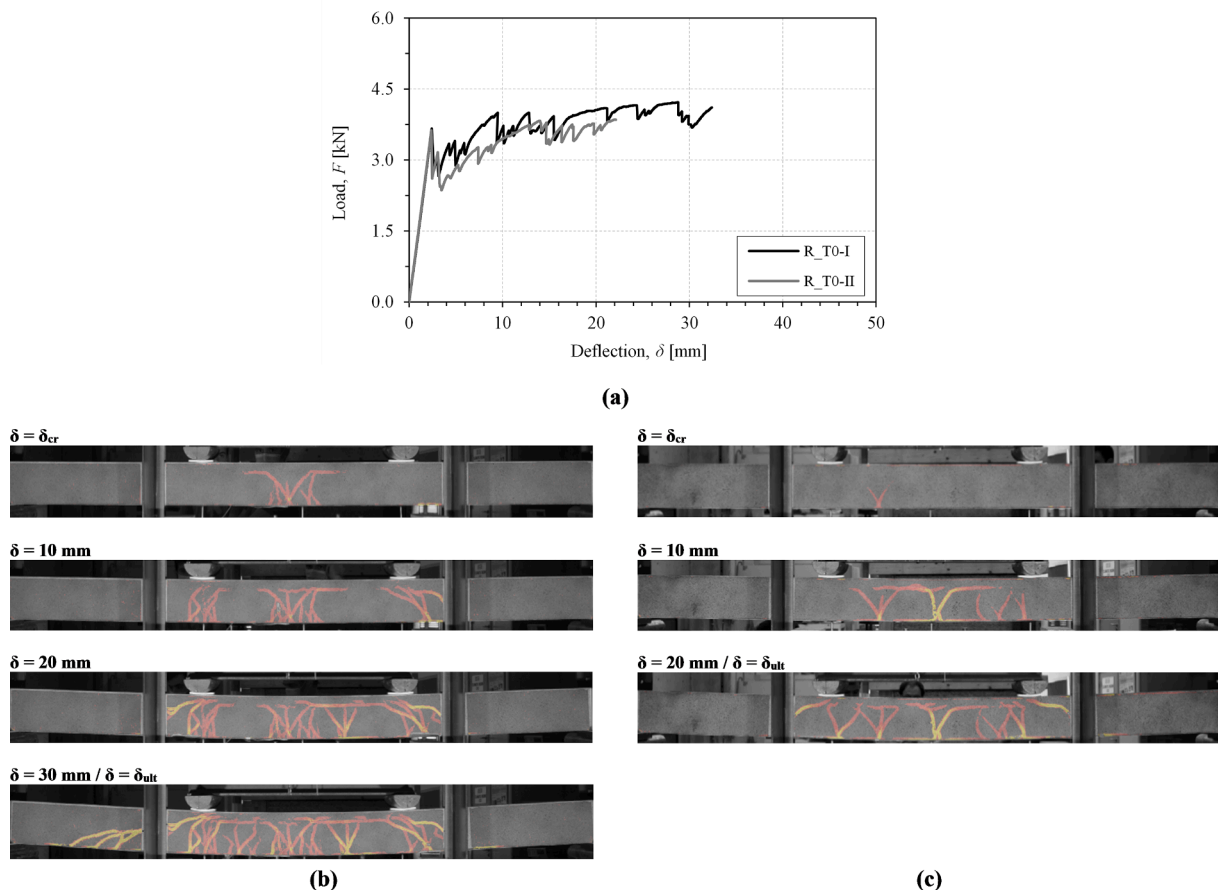 6.0
4.5
3.0
1.5
0.0
Load, F [kN]
R_T0-I
R_T0-II
0 10 20 30 40 50
Deflection, δ [mm]
(a)
δ = δcr
δ = 10 mm
δ = 20 mm
δ = 30 mm / δ = δult
(b)
δ = δcr
δ = 10 mm
δ = 20 mm / δ = δult
(c)